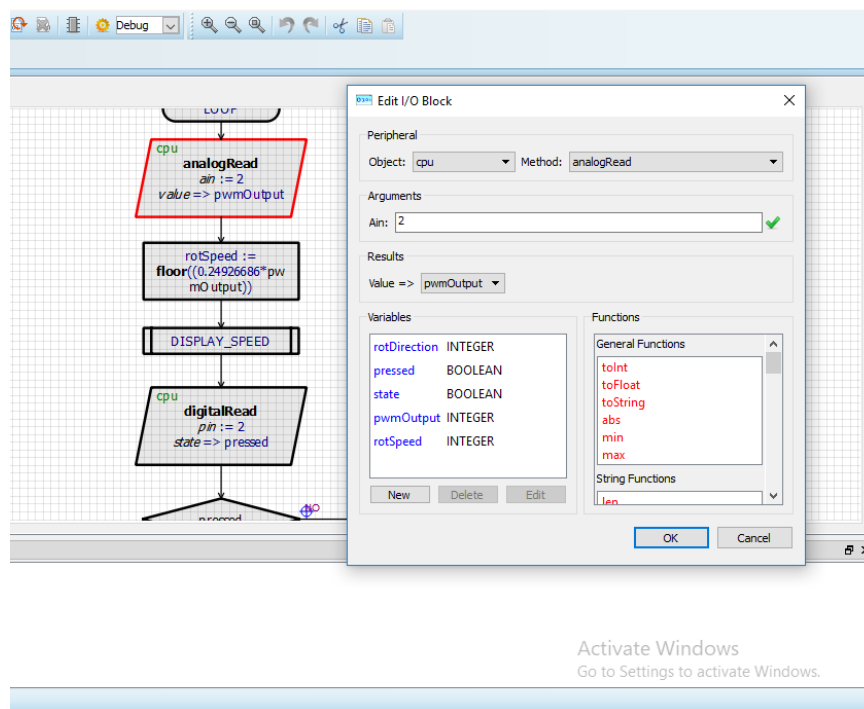 Debug
LOOP
cpu
analogRead
ain := 2
value => pwmOutput
rotSpeed :=
floor((0.24926686*pw
mOutput))
DISPLAY_SPEED
cpu
digitalRead
pin := 2
state => pressed
pressed
NO
Edit I/O Block
Peripheral
Object: cpu Method: analogRead
Arguments
Ain: 2
Results
Value => pwmOutput
Variables
rotDirection INTEGER
pressed BOOLEAN
state BOOLEAN
pwmOutput INTEGER
rotSpeed INTEGER
New Delete Edit
Functions
General Functions
toInt
toFloat
toString
abs
min
max
String Functions
len
OK Cancel
Activate Windows
Go to Settings to activate Windows.